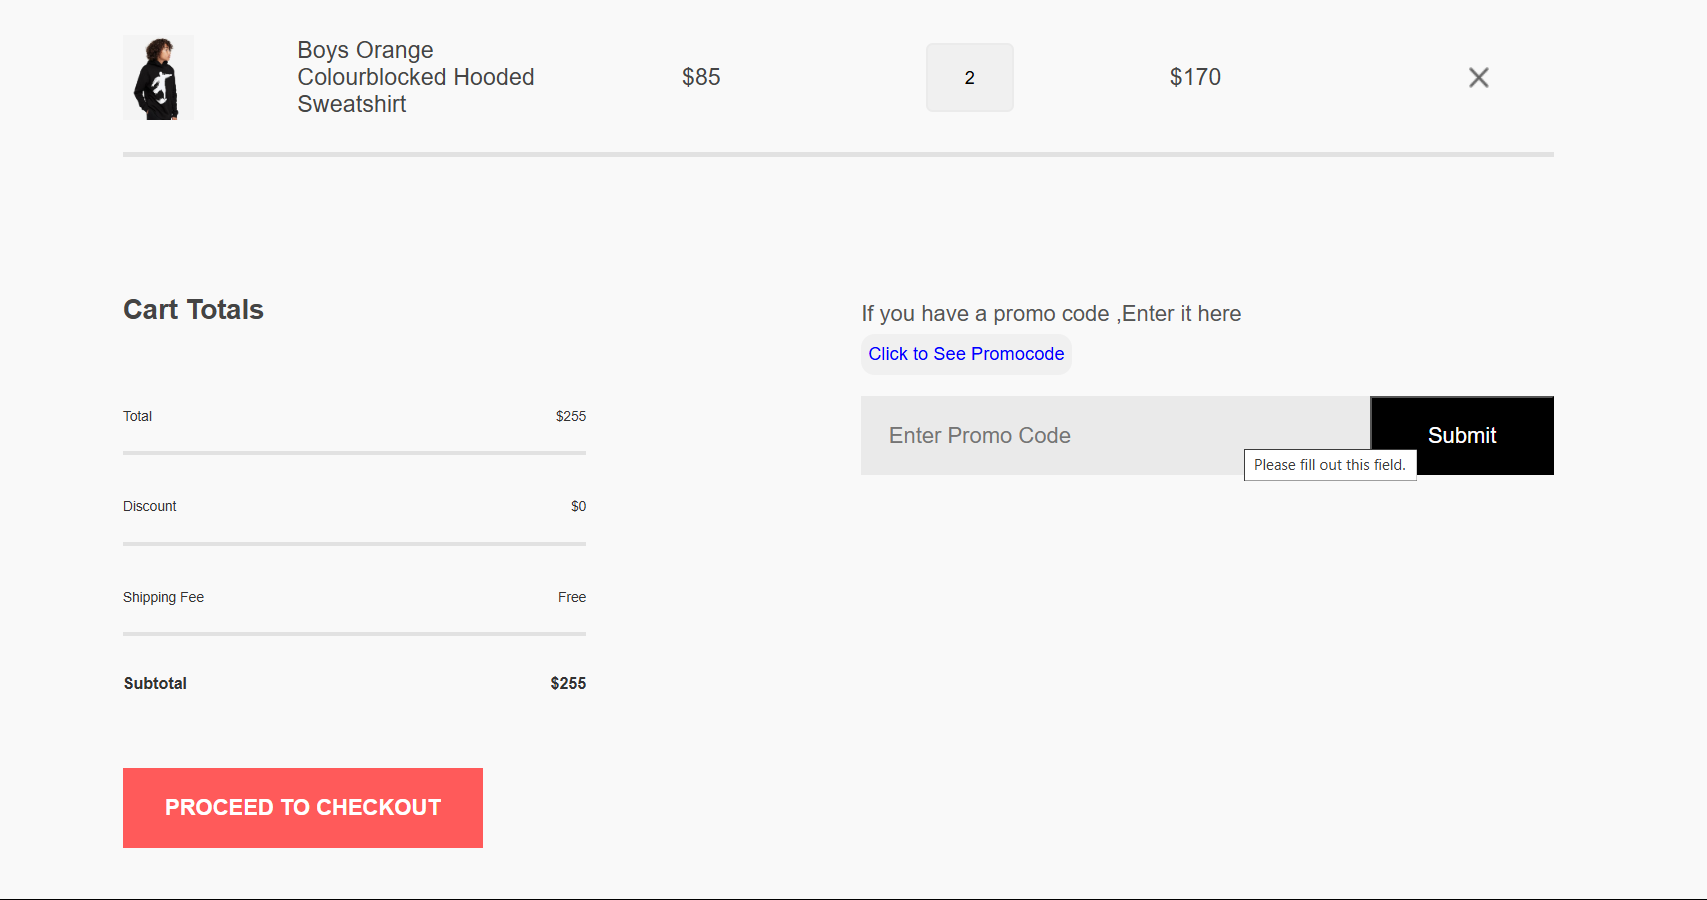 Boys Orange
Colourblocked Hooded
Sweatshirt
$85
2
$170
Cart Totals
Total $255
Discount $0
Shipping Fee Free
Subtotal $255
PROCEED TO CHECKOUT
If you have a promo code ,Enter it here
Click to See Promocode
Enter Promo Code
Submit
Please fill out this field.